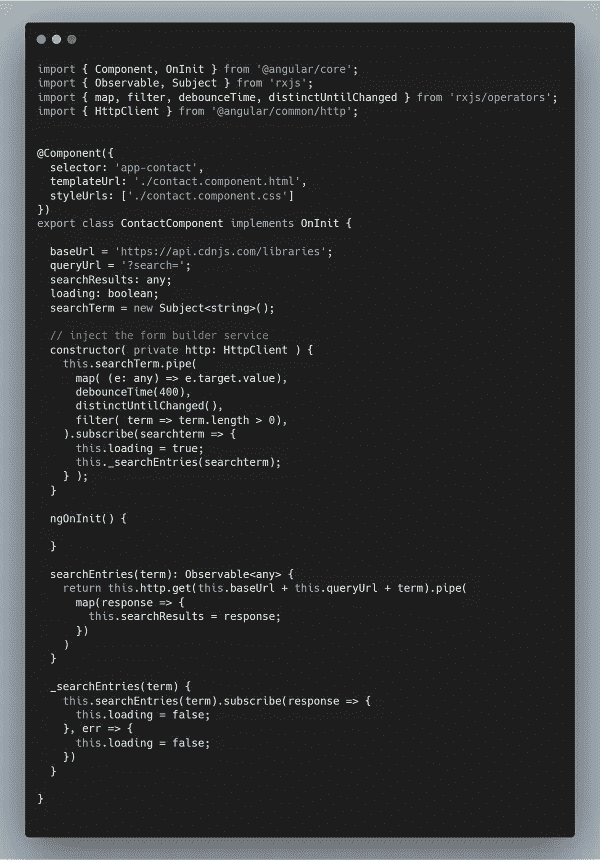 import { Component, OnInit } from '@angular/core';
import { Observable, Subject } from 'rxjs';
import { map, filter, debounceTime, distinctUntilChanged } from 'rxjs/operators';
import { HttpClient } from '@angular/common/http';
@Component({
  selector: 'app-contact',
  templateUrl: './contact.component.html',
  styleUrls: ['./contact.component.css']
})
export class ContactComponent implements OnInit {
  baseUrl = 'https://api.cdnjs.com/libraries';
  queryUrl = '?search=';
  searchResults: any;
  loading: boolean;
  searchTerm = new Subject<string>();
  // inject the form builder service
  constructor( private http: HttpClient ) {
    this.searchTerm.pipe(
      map( (e: any) => e.target.value),
      debounceTime(400),
      distinctUntilChanged(),
      filter( term => term.length > 0),
    ).subscribe(searchterm => {
      this.loading = true;
      this._searchEntries(searchterm);
    } );
  }
  ngOnInit() {
  }
  searchEntries(term): Observable<any> {
    return this.http.get(this.baseUrl + this.queryUrl + term).pipe(
      map(response => {
        this.searchResults = response;
      })
    )
  }
  _searchEntries(term) {
    this.searchEntries(term).subscribe(response => {
      this.loading = false;
    }, err => {
      this.loading = false;
    })
  }
}